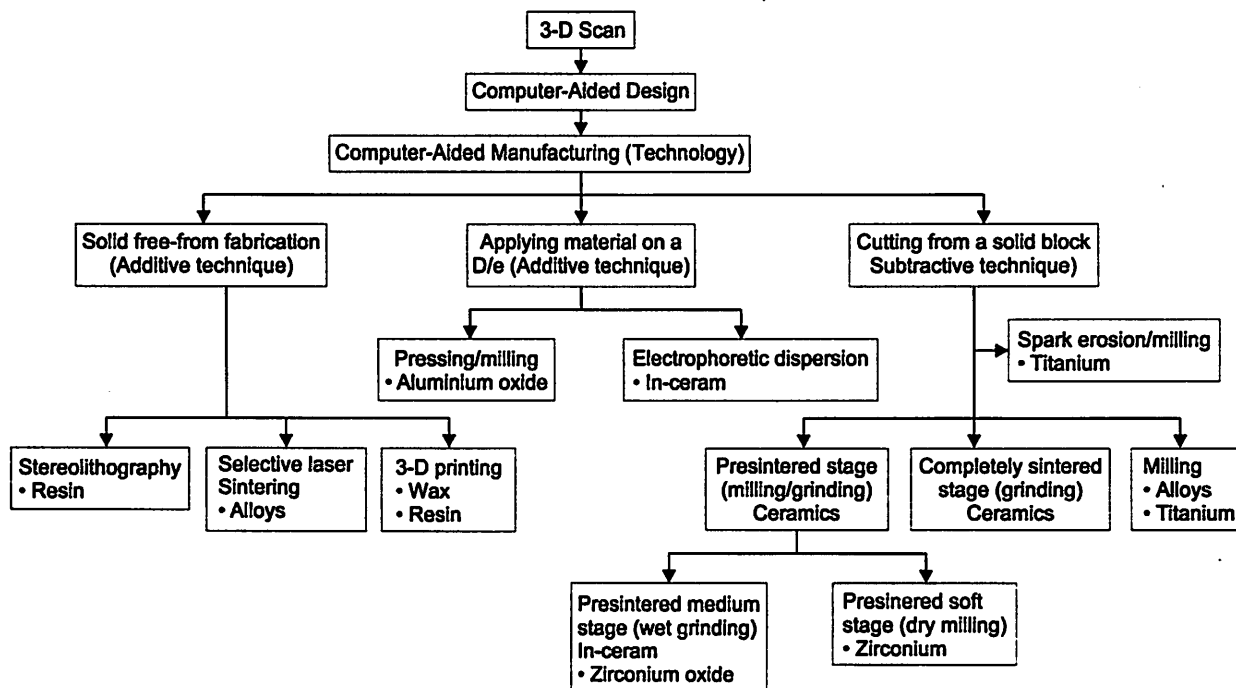 3-D Scan
Computer-Aided Design
Computer-Aided Manufacturing (Technology)
Solid free-from fabrication
(Additive technique)
Applying material on a
D/e (Additive technique)
Cutting from a solid block
Subtractive technique)
Pressing/milling
• Aluminium oxide
Electrophoretic dispersion
• In-ceram
Spark erosion/milling
• Titanium
Stereolithography
• Resin
Selective laser
Sintering
• Alloys
3-D printing
• Wax
• Resin
Presintered stage
(milling/grinding)
Ceramics
Completely sintered
stage (grinding)
Ceramics
Milling
• Alloys
• Titanium
Presintered medium
stage (wet grinding)
In-ceram
• Zirconium oxide
Presinered soft
stage (dry milling)
• Zirconium